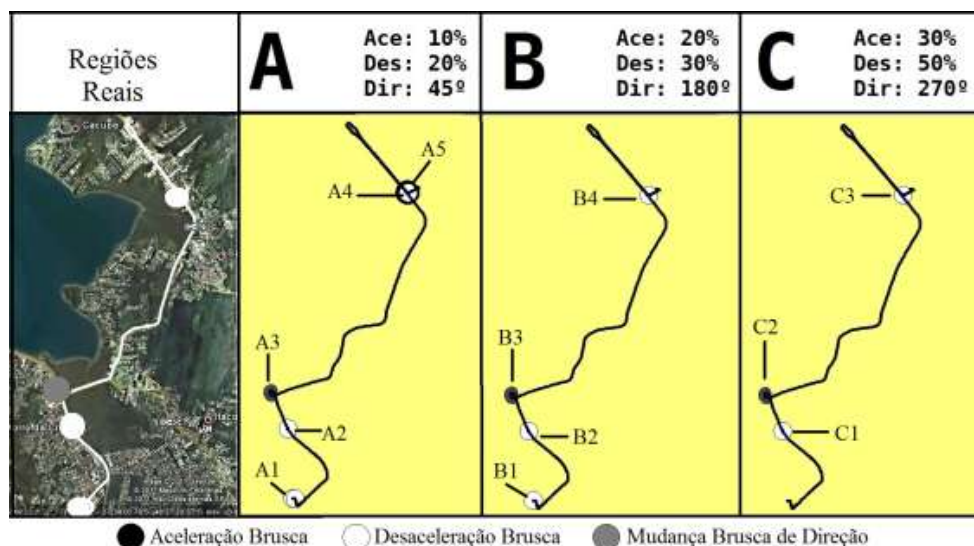 Regiões
Reais
A
Ace: 10%
Des: 20%
Dir: 45º
B
Ace: 20%
Des: 30%
Dir: 180º
C
Ace: 30%
Des: 50%
Dir: 270º
Cacupé
A5
A4
A3
A2
A1
B4
B3
B2
B1
C3
C2
C1
Aceleração Brusca
Desaceleração Brusca
Mudança Brusca de Direção